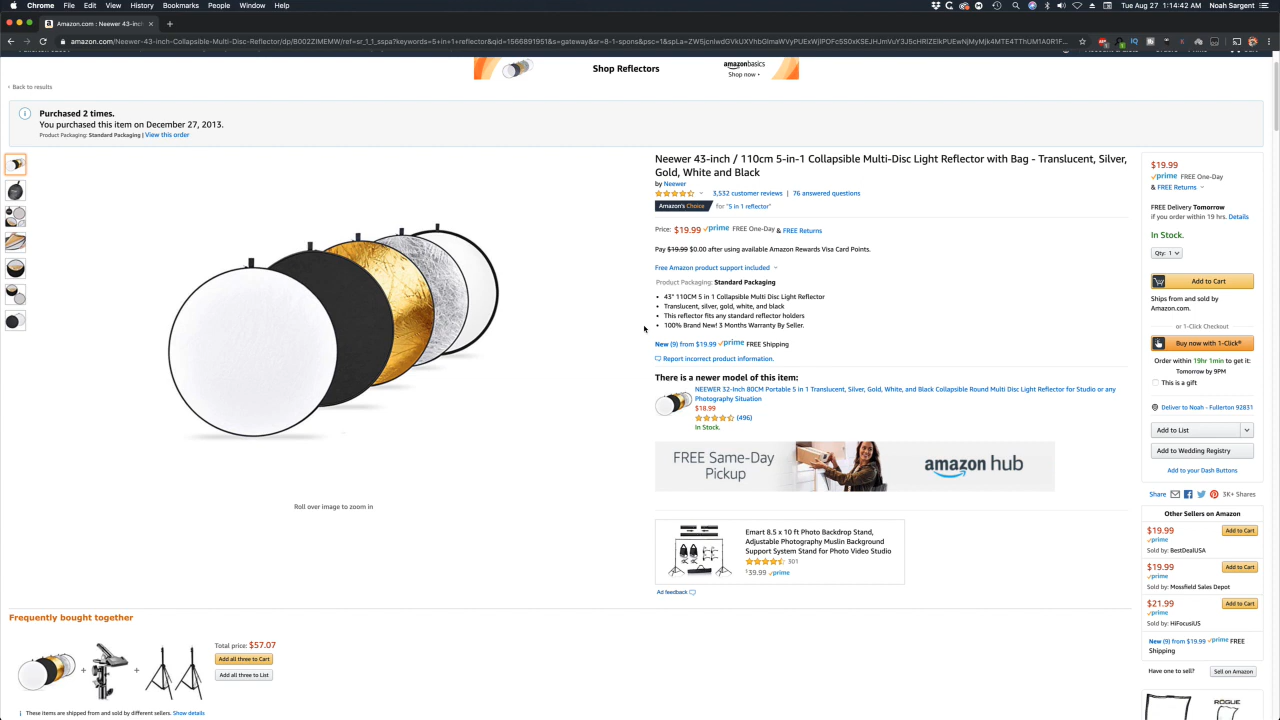 Chrome File Edit View History Bookmarks People Window Help
Tue Aug 27 1:14:42 AM Noah Sargent
Amazon.com: Neewer 43-inch
Shop Reflectors
amazonbasics
Shop now
Back to results
Purchased 2 times.
You purchased this item on December 27, 2013.
Product Packaging: Standard Packaging | View this order
Neewer 43-inch / 110cm 5-in-1 Collapsible Multi-Disc Light Reflector with Bag - Translucent, Silver,
Gold, White and Black
by Neewer
3,532 customer reviews | 76 answered questions
Amazon's Choice for "5 in 1 reflector"
Price: $19.99 prime FREE One-Day & FREE Returns
Pay $19.99 $0.00 after using available Amazon Rewards Visa Card Points.
Free Amazon product support included
Product Packaging: Standard Packaging
• 43" 110CM 5 in 1 Collapsible Multi Disc Light Reflector
• Translucent, silver, gold, white, and black
• This reflector fits any standard reflector holders
• 100% Brand New! 3 Months Warranty By Seller.
New (9) from $19.99 prime FREE Shipping
Report incorrect product information.
There is a newer model of this item:
NEEWER 32-Inch 80CM Portable 5 in 1 Translucent, Silver, Gold, White, and Black Collapsible Round Multi Disc Light Reflector for Studio or any
Photography Situation
$18.99
(496)
In Stock.
FREE Same-Day
Pickup
amazon hub
Emart 8.5 x 10 ft Photo Backdrop Stand,
Adjustable Photography Muslin Background
Support System Stand for Photo Video Studio
301
$39.99 prime
Ad feedback
Roll over image to zoom in
Frequently bought together
Total price: $57.07
Add all three to Cart
Add all three to List
These items are shipped from and sold by different sellers. Show details
$19.99
prime FREE One-Day
& FREE Returns
FREE Delivery Tomorrow
if you order within 19 hrs. Details
In Stock.
Qty: 1
Add to Cart
Ships from and sold by
Amazon.com.
or 1-Click Checkout
Buy now with 1-Click®
Order within 19hr 1min to get it:
Tomorrow by 9PM
This is a gift
Deliver to Noah - Fullerton 92831
Add to List
Add to Wedding Registry
Add to your Dash Buttons
Share 3K+ Shares
Other Sellers on Amazon
$19.99 Add to Cart
prime
Sold by: BestDealUSA
$19.99 Add to Cart
prime
Sold by: Mossfield Sales Depot
$21.99 Add to Cart
prime
Sold by: HiFocusiUS
New (9) from $19.99 prime FREE
Shipping
Have one to sell? Sell on Amazon
ROGUE